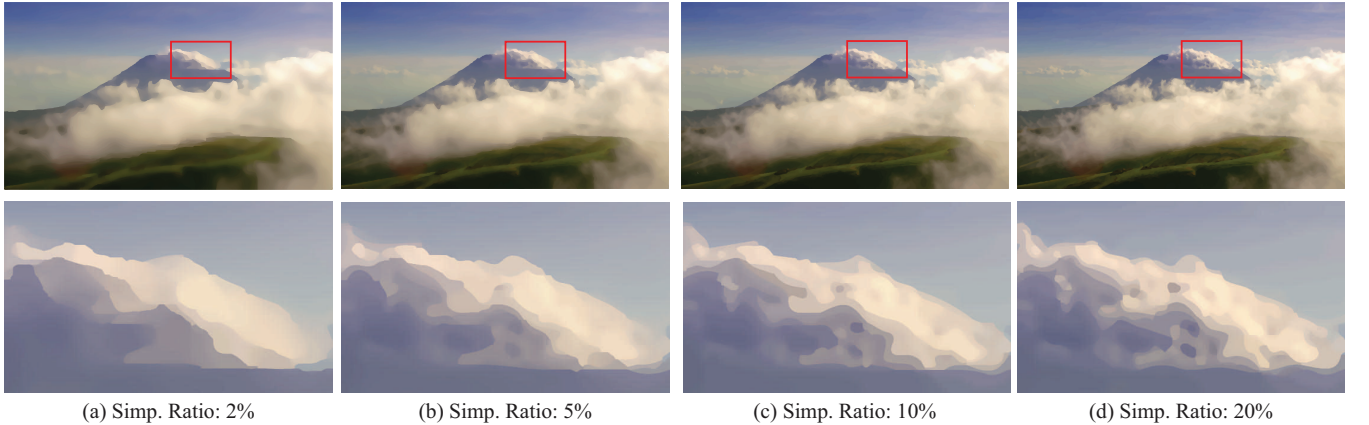 (a) Simp. Ratio: 2%
(b) Simp. Ratio: 5%
(c) Simp. Ratio: 10%
(d) Simp. Ratio: 20%